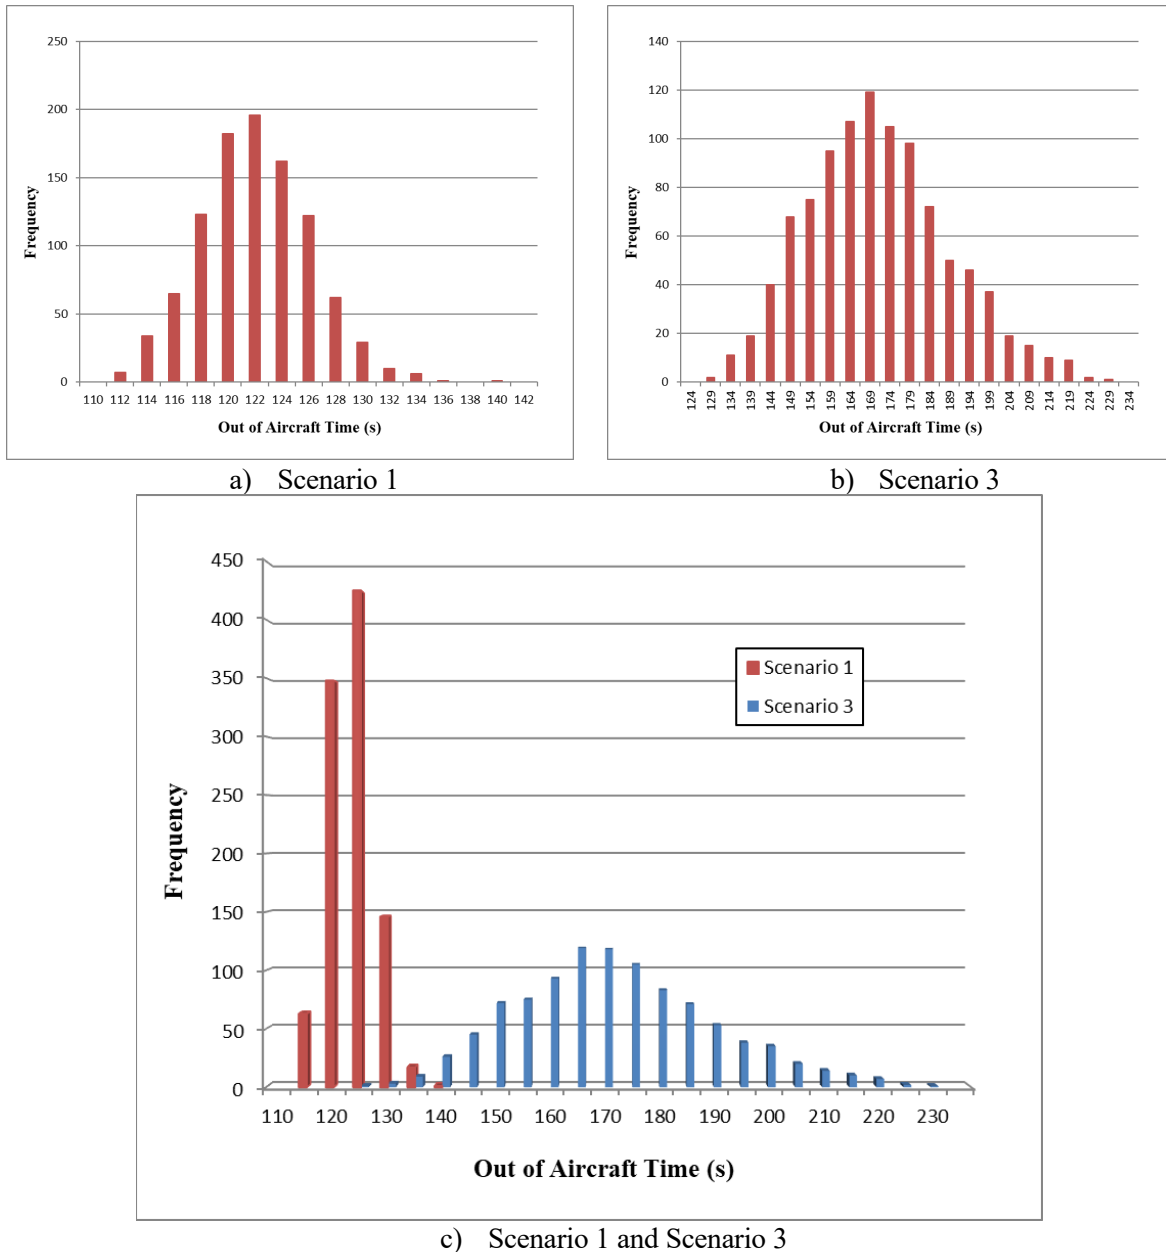 250
200
150
100
50
0
Frequency
110 112 114 116 118 120 122 124 126 128 130 132 134 136 138 140 142
Out of Aircraft Time (s)
a) Scenario 1
140
120
100
80
60
40
20
0
Frequency
124 129 134 139 144 149 154 159 164 169 174 179 184 189 194 199 204 209 214 219 224 229 234
Out of Aircraft Time (s)
b) Scenario 3
450
400
350
300
250
200
150
100
50
0
Frequency
Scenario 1
Scenario 3
110 120 130 140 150 160 170 180 190 200 210 220 230
Out of Aircraft Time (s)
c) Scenario 1 and Scenario 3